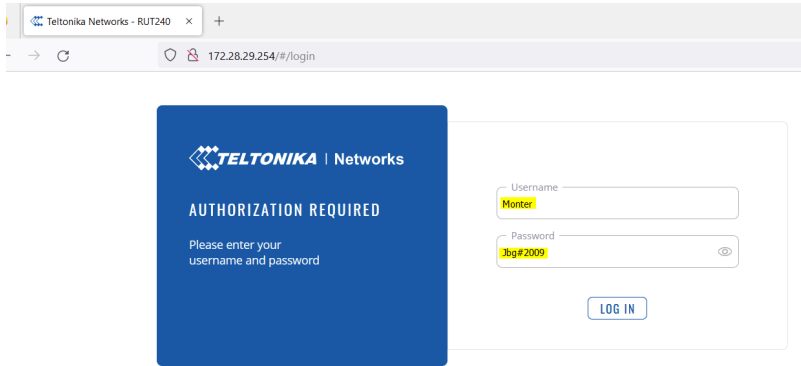 Teltonika Networks - RUT240
172.28.29.254/#/login
TELTONIKA | Networks
AUTHORIZATION REQUIRED
Please enter your
username and password
Username
Monter
Password
Jbg#2009
LOG IN